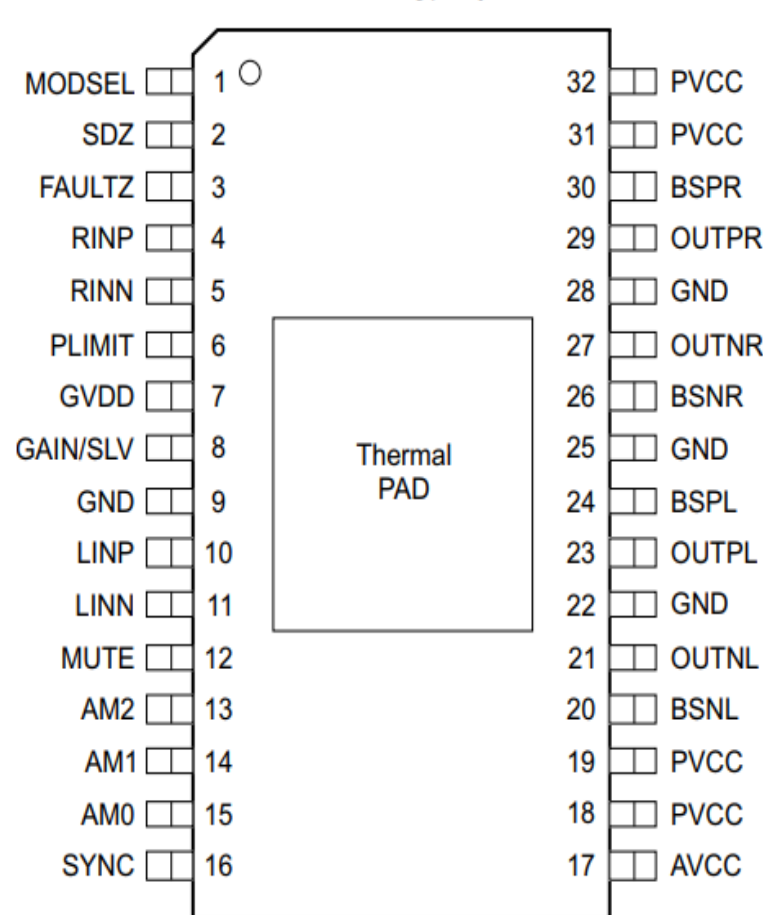 MODSEL 1 32 PVCC
SDZ 2 31 PVCC
FAULTZ 3 30 BSPR
RINP 4 29 OUTPR
RINN 5 28 GND
PLIMIT 6 27 OUTNR
GVDD 7 26 BSNR
GAIN/SLV 8 25 GND
Thermal
PAD
GND 9 24 BSPL
LINP 10 23 OUTPL
LINN 11 22 GND
MUTE 12 21 OUTNL
AM2 13 20 BSNL
AM1 14 19 PVCC
AM0 15 18 PVCC
SYNC 16 17 AVCC